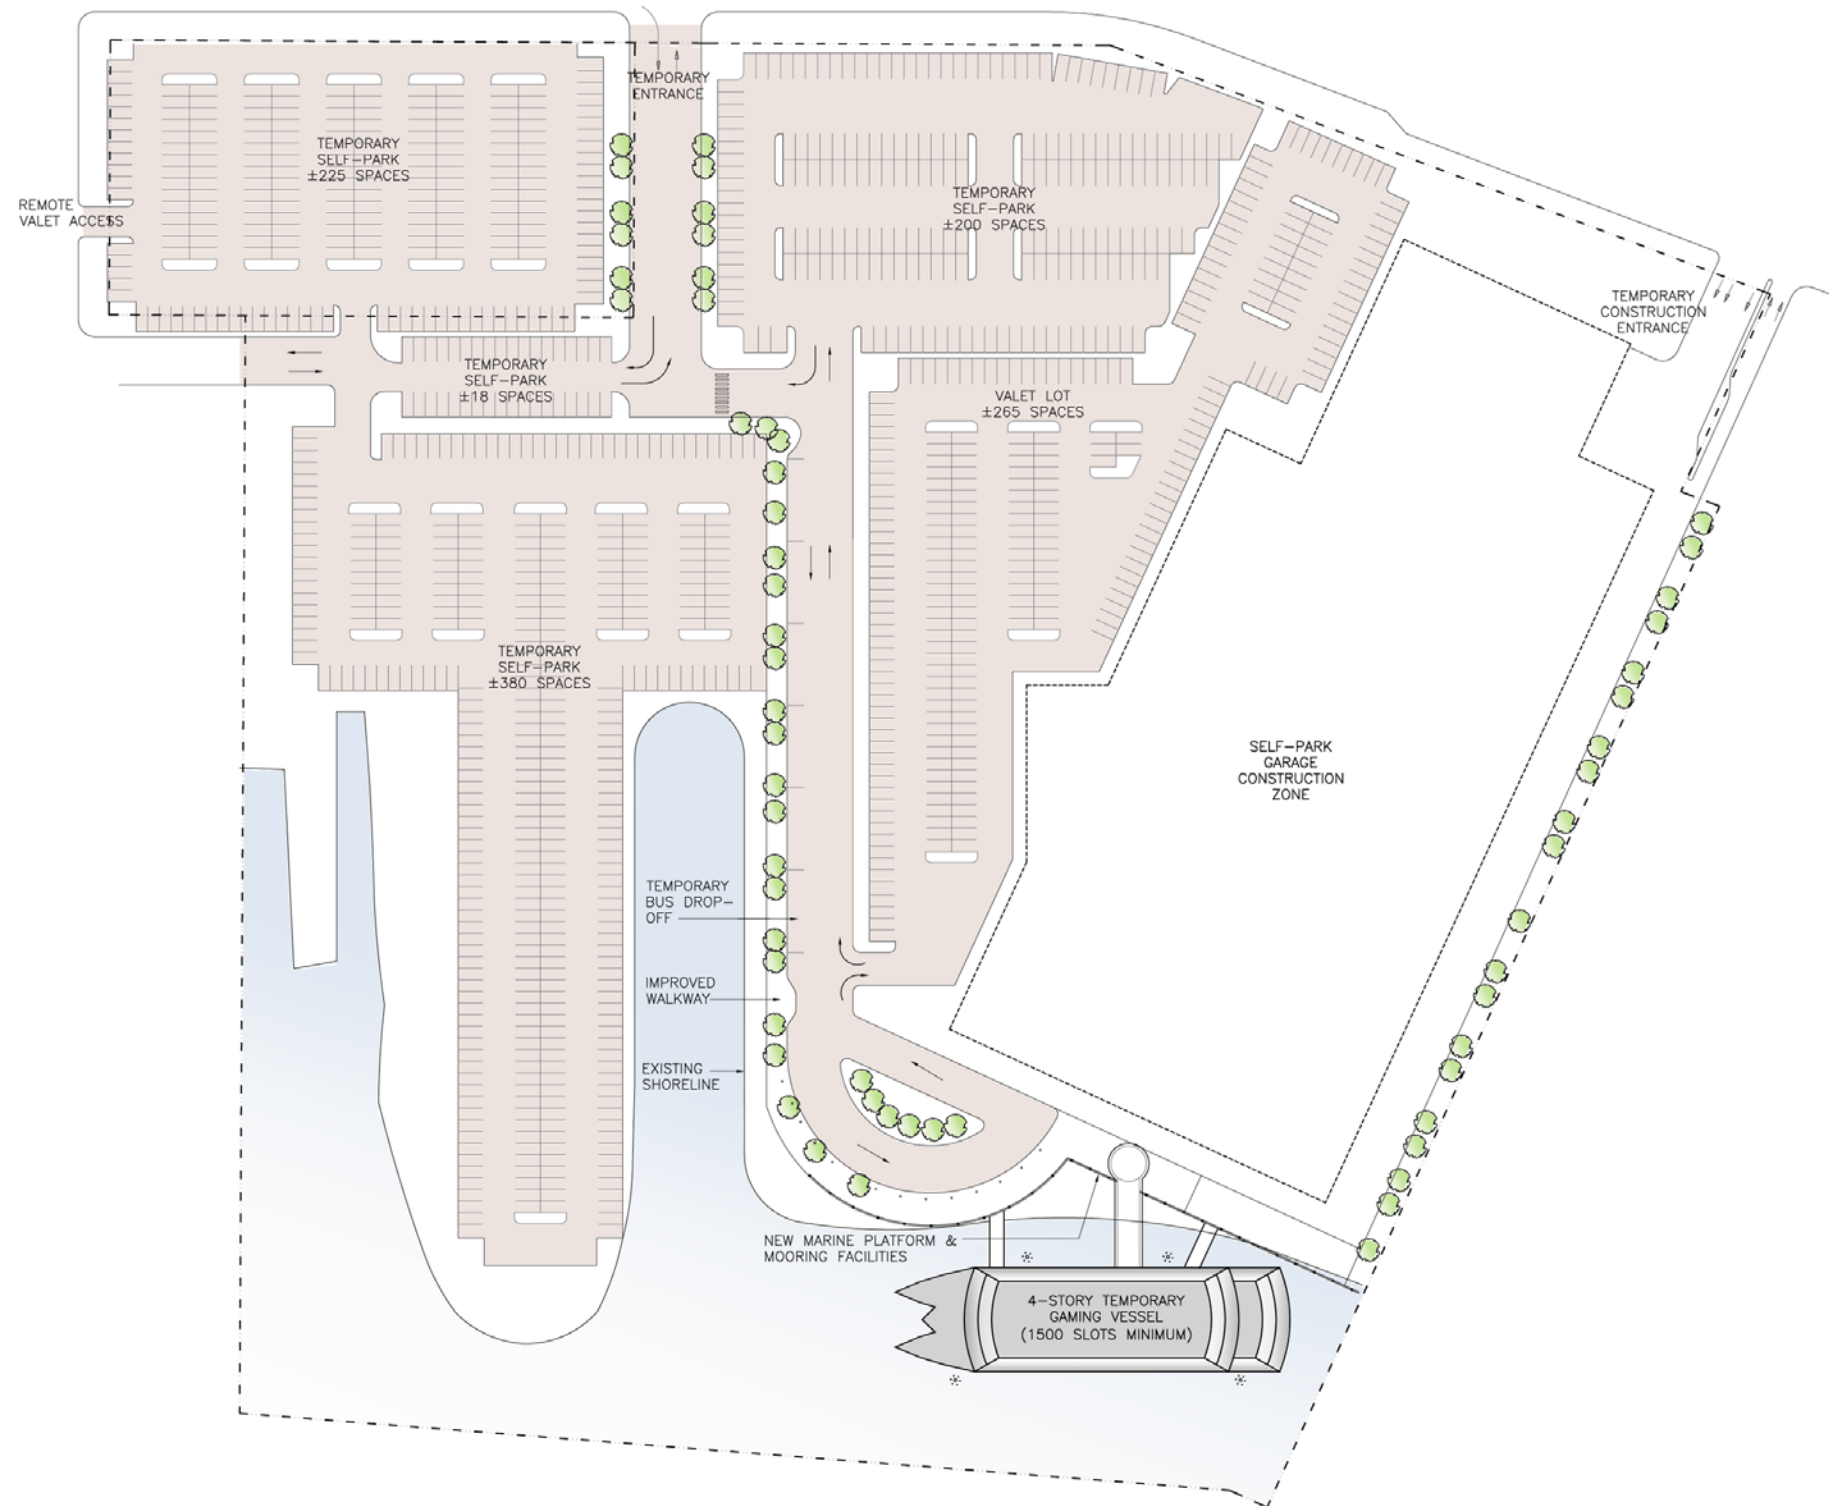 TEMPORARY
ENTRANCE
TEMPORARY
SELF-PARK
±225 SPACES
REMOTE
VALET ACCESS
TEMPORARY
SELF-PARK
±200 SPACES
TEMPORARY
CONSTRUCTION
ENTRANCE
TEMPORARY
SELF-PARK
±18 SPACES
VALET LOT
±265 SPACES
TEMPORARY
SELF-PARK
±380 SPACES
SELF-PARK
GARAGE
CONSTRUCTION
ZONE
TEMPORARY
BUS DROP-
OFF
IMPROVED
WALKWAY
EXISTING
SHORELINE
NEW MARINE PLATFORM &
MOORING FACILITIES
4-STORY TEMPORARY
GAMING VESSEL
(1500 SLOTS MINIMUM)